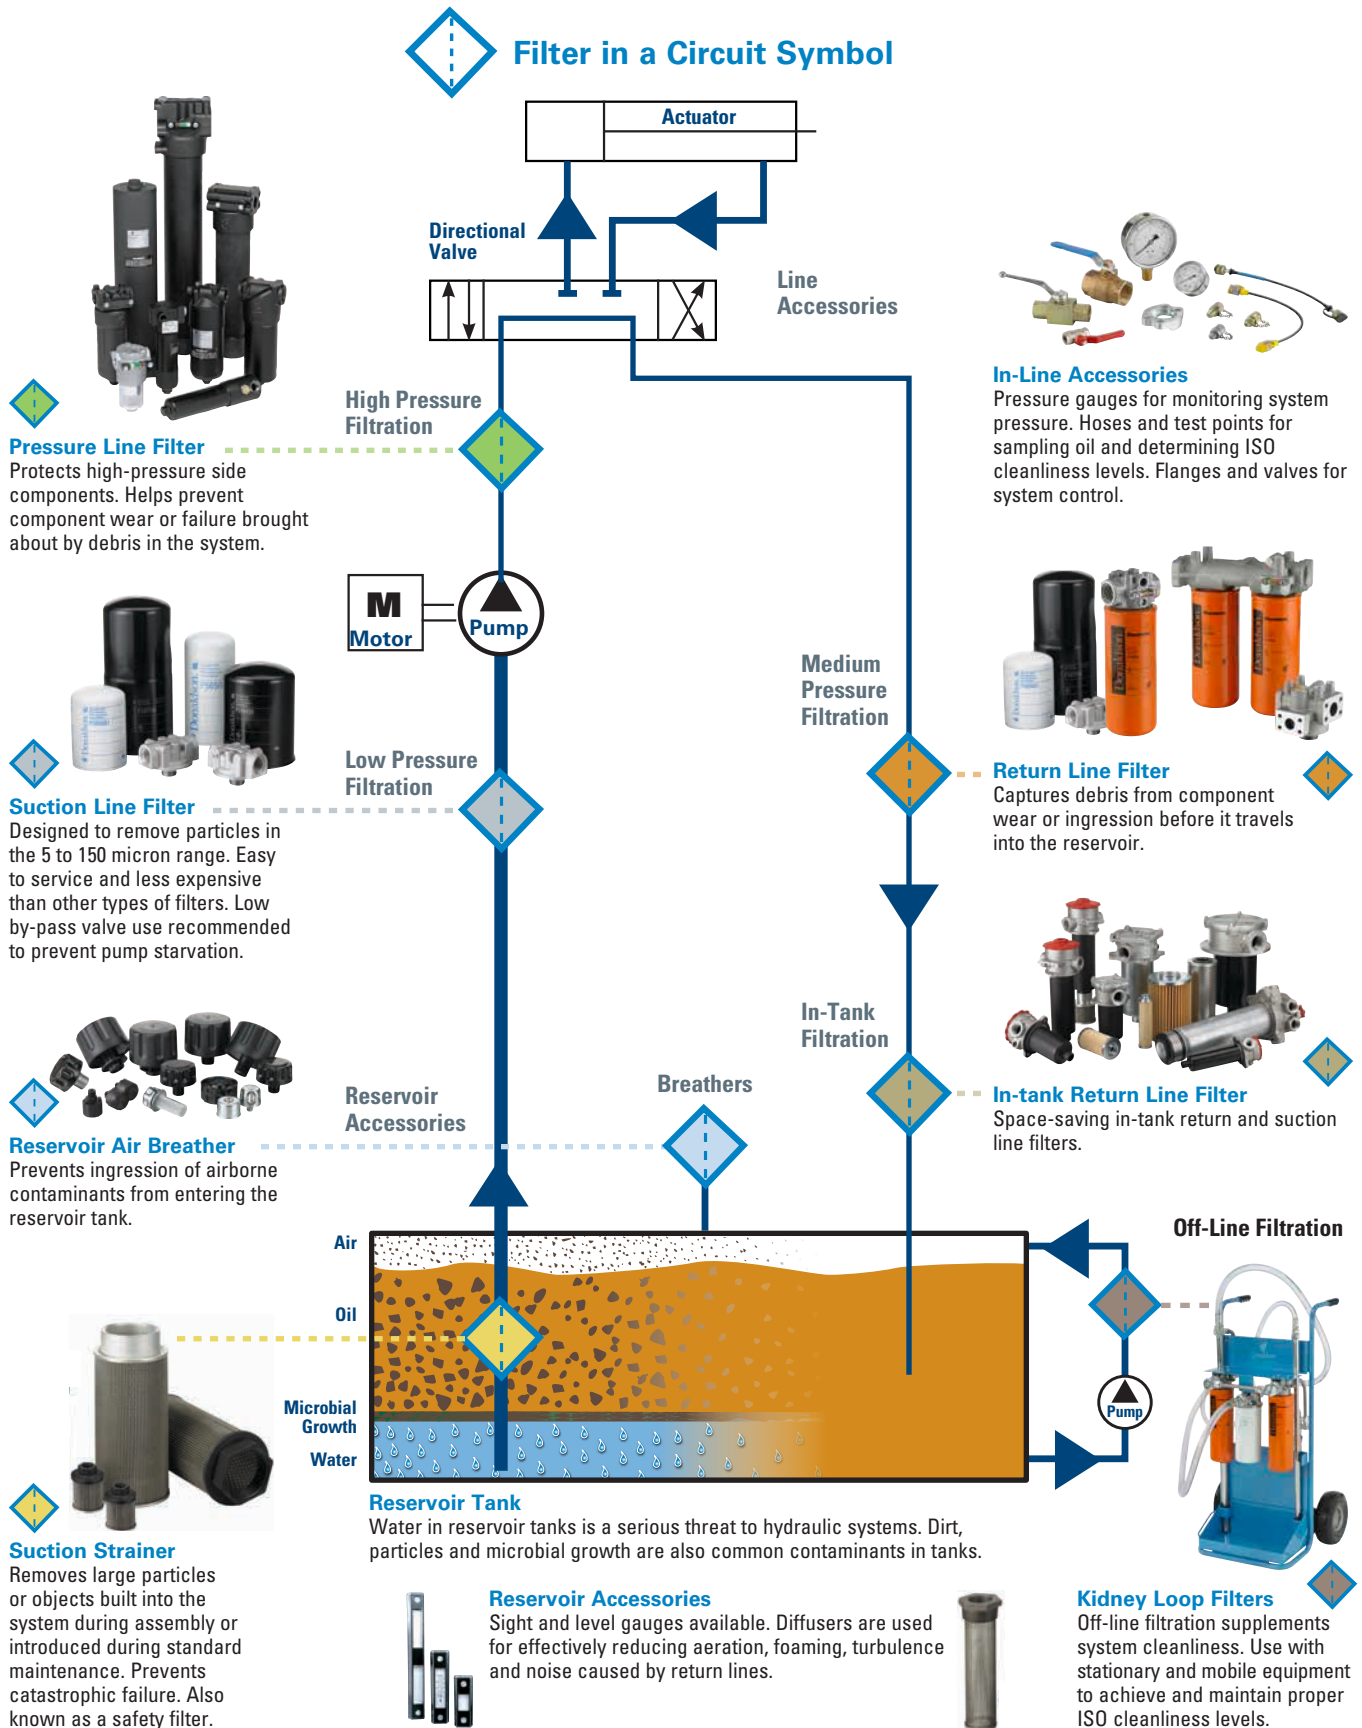 Filter in a Circuit Symbol
Actuator
Directional
Valve
Line
Accessories
In-Line Accessories
Pressure gauges for monitoring system
pressure. Hoses and test points for
sampling oil and determining ISO
cleanliness levels. Flanges and valves for
system control.
High Pressure
Filtration
Pressure Line Filter
Protects high-pressure side
components. Helps prevent
component wear or failure brought
about by debris in the system.
M
Motor
Pump
Medium
Pressure
Filtration
Donaldson
Donaldson
Donaldson
Donaldson
Return Line Filter
Captures debris from component
wear or ingression before it travels
into the reservoir.
Low Pressure
Filtration
Suction Line Filter
Designed to remove particles in
the 5 to 150 micron range. Easy
to service and less expensive
than other types of filters. Low
by-pass valve use recommended
to prevent pump starvation.
In-Tank
Filtration
In-tank Return Line Filter
Space-saving in-tank return and suction
line filters.
Reservoir
Accessories
Breathers
Reservoir Air Breather
Prevents ingression of airborne
contaminants from entering the
reservoir tank.
Off-Line Filtration
Air
Oil
Microbial
Growth
Water
Pump
Reservoir Tank
Water in reservoir tanks is a serious threat to hydraulic systems. Dirt,
particles and microbial growth are also common contaminants in tanks.
Suction Strainer
Removes large particles
or objects built into the
system during assembly or
introduced during standard
maintenance. Prevents
catastrophic failure. Also
known as a safety filter.
Reservoir Accessories
Sight and level gauges available. Diffusers are used
for effectively reducing aeration, foaming, turbulence
and noise caused by return lines.
Kidney Loop Filters
Off-line filtration supplements
system cleanliness. Use with
stationary and mobile equipment
to achieve and maintain proper
ISO cleanliness levels.